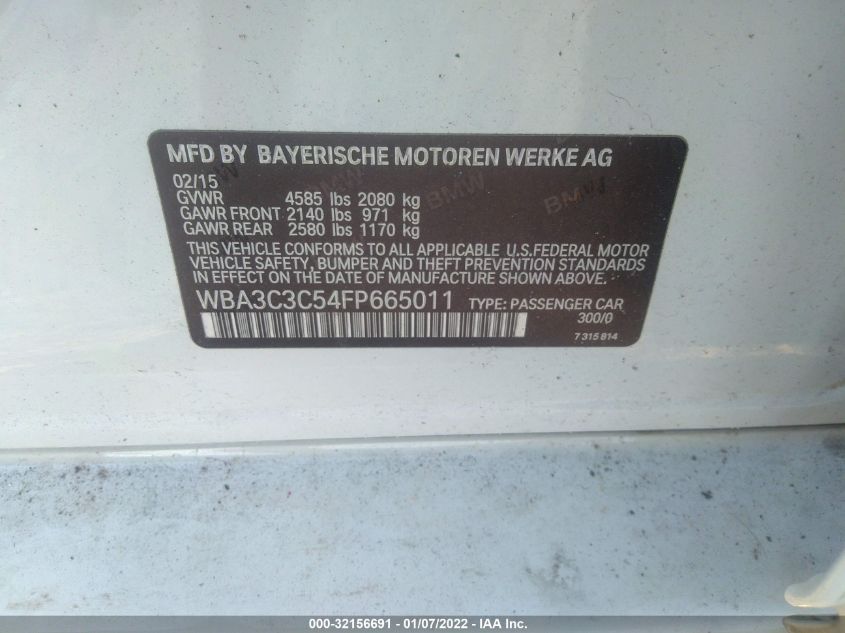 MFD BY BAYERISCHE MOTOREN WERKE AG
02/15
GVWR 4585 lbs 2080 kg
GAWR FRONT 2140 lbs 971 kg
GAWR REAR 2580 lbs 1170 kg
THIS VEHICLE CONFORMS TO ALL APPLICABLE U.S.FEDERAL MOTOR
VEHICLE SAFETY, BUMPER AND THEFT PREVENTION STANDARDS
IN EFFECT ON THE DATE OF MANUFACTURE SHOWN ABOVE.
WBA3C3C54FP665011 TYPE: PASSENGER CAR
300/0
7 315 814
000-32156691 - 01/07/2022 - IAA Inc.